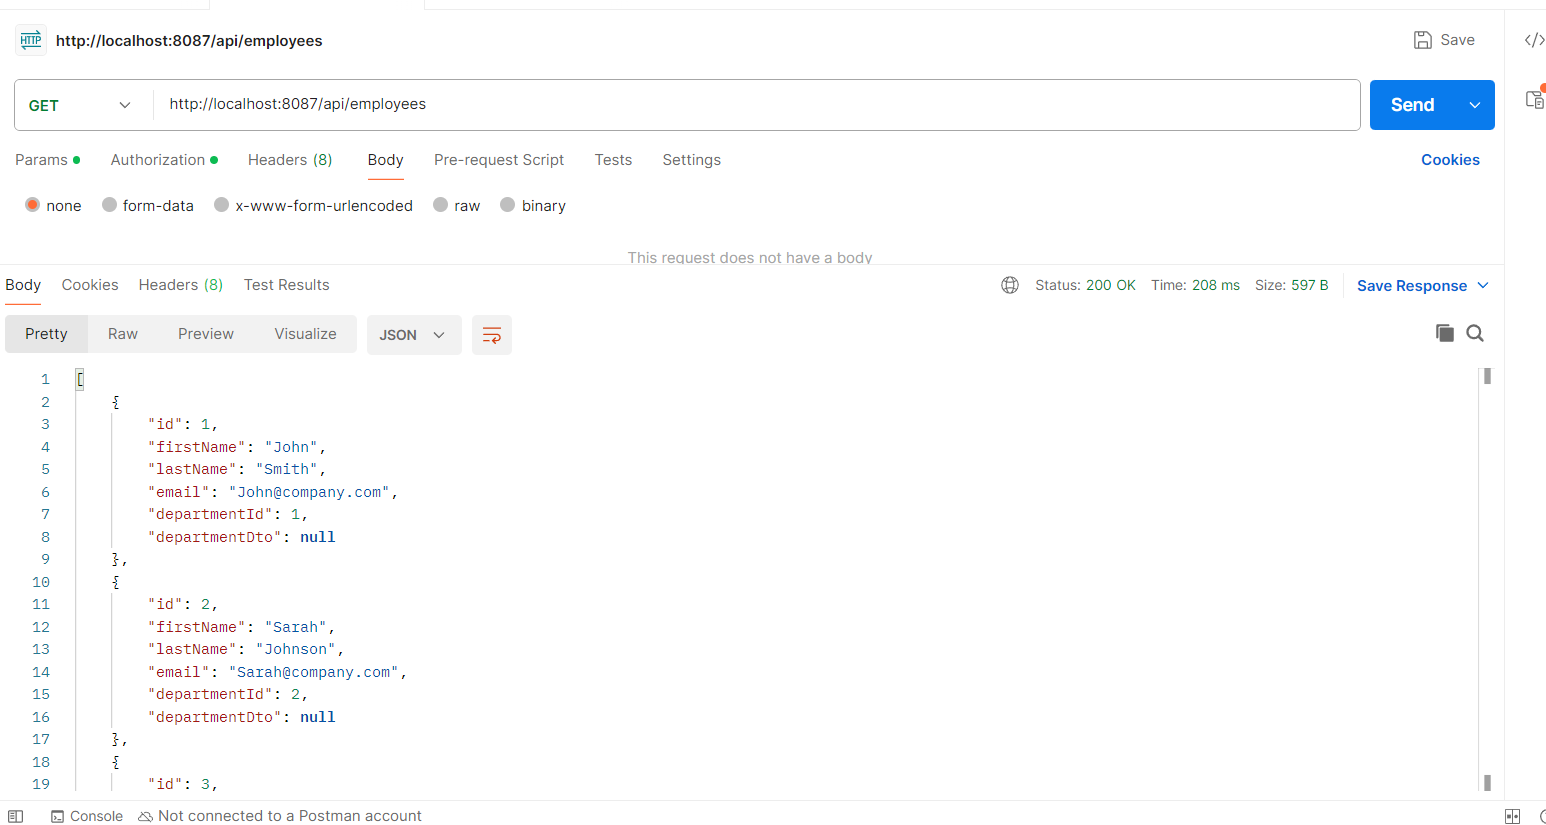 HTTP http://localhost:8087/api/employees Save </>
GET http://localhost:8087/api/employees Send
Params Authorization Headers (8) Body Pre-request Script Tests Settings Cookies
none form-data x-www-form-urlencoded raw binary
This request does not have a body
Body Cookies Headers (8) Test Results Status: 200 OK Time: 208 ms Size: 597 B Save Response
Pretty Raw Preview Visualize JSON
1 [
2 {
3 "id": 1,
4 "firstName": "John",
5 "lastName": "Smith",
6 "email": "John@company.com",
7 "departmentId": 1,
8 "departmentDto": null
9 },
10 {
11 "id": 2,
12 "firstName": "Sarah",
13 "lastName": "Johnson",
14 "email": "Sarah@company.com",
15 "departmentId": 2,
16 "departmentDto": null
17 },
18 {
19 "id": 3,
Console Not connected to a Postman account